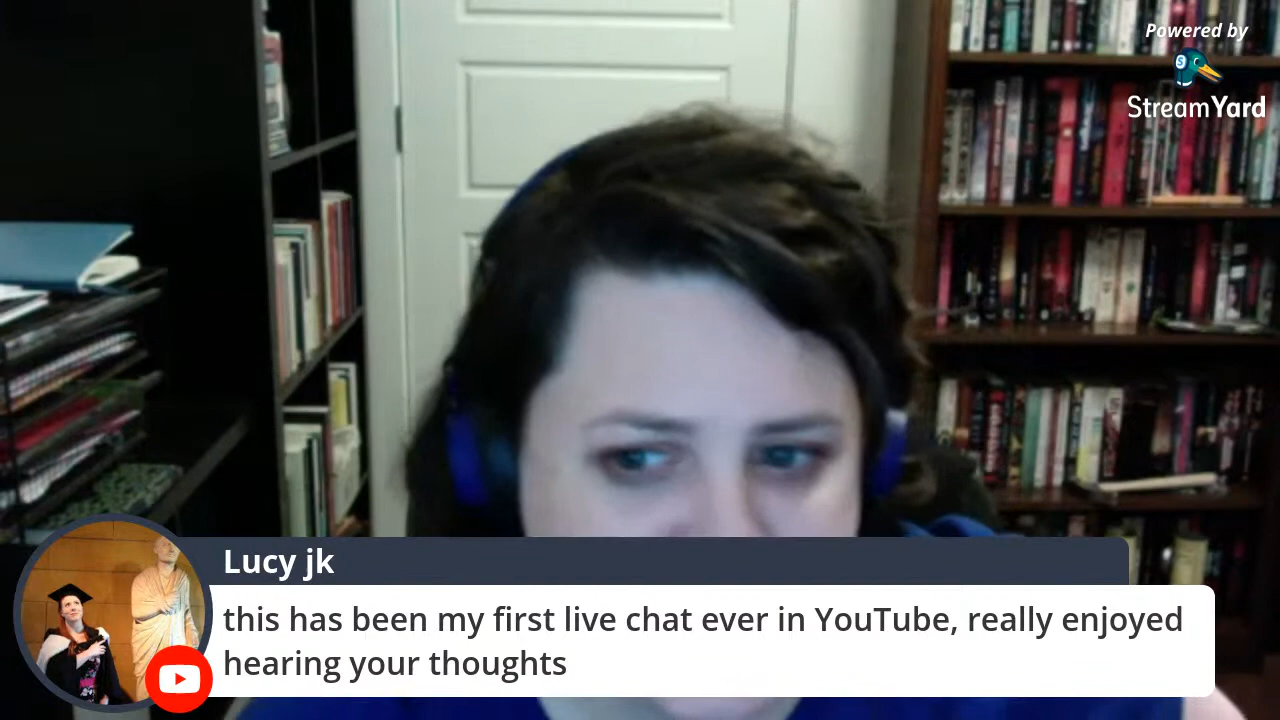 Powered by
StreamYard
Lucy jk
this has been my first live chat ever in YouTube, really enjoyed
hearing your thoughts